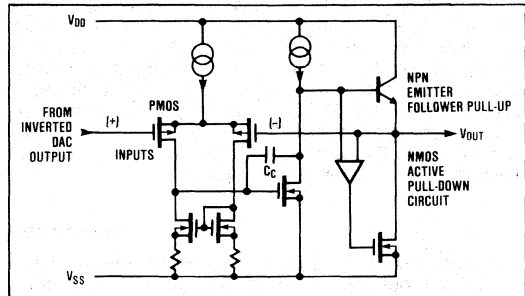 VDD
NPN
EMITTER
FOLLOWER PULL-UP
PMOS
FROM
INVERTED
DAC
OUTPUT
(+)
(-)
INPUTS
VOUT
CC
NMOS
ACTIVE
PULL-DOWN
CIRCUIT
VSS